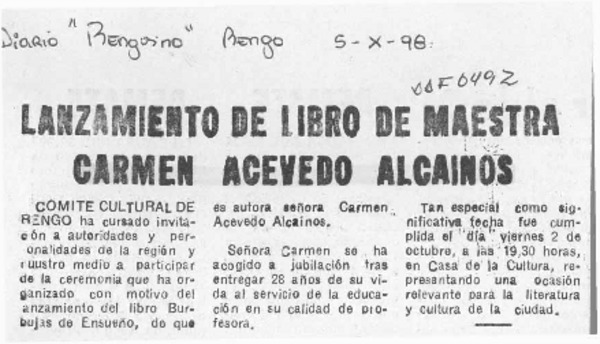 Diario "Rengoino" Rengo 5-X-98.
AAF0492
LANZAMIENTO DE LIBRO DE MAESTRA
CARMEN ACEVEDO ALCAINOS
COMITE CULTURAL DE
RENGO ha cursado invita-
ción a autoridades y per-
sonalidades de la región y
nuustro medio a participar
de la ceremonia que ha or-
ganizado con motivo del
lanzamiento del libro Bur-
bujas de Ensueño, de que
es autora señora Carmen
Acevedo Alcainos.
Señora Carmen se ha
acogido a jubilación tras
entregar 28 años de su vi-
da al servicio de la educa-
ción en su calidad de pro-
fesora.
Tan especial como sig-
nificativa fecha fue cum-
plida el día viernes 2 de
octubre, a las 19,30 horas,
en Casa de la Cultura, re-
presentando una ocasión
relevante para la literatura
y cultura de la ciudad.